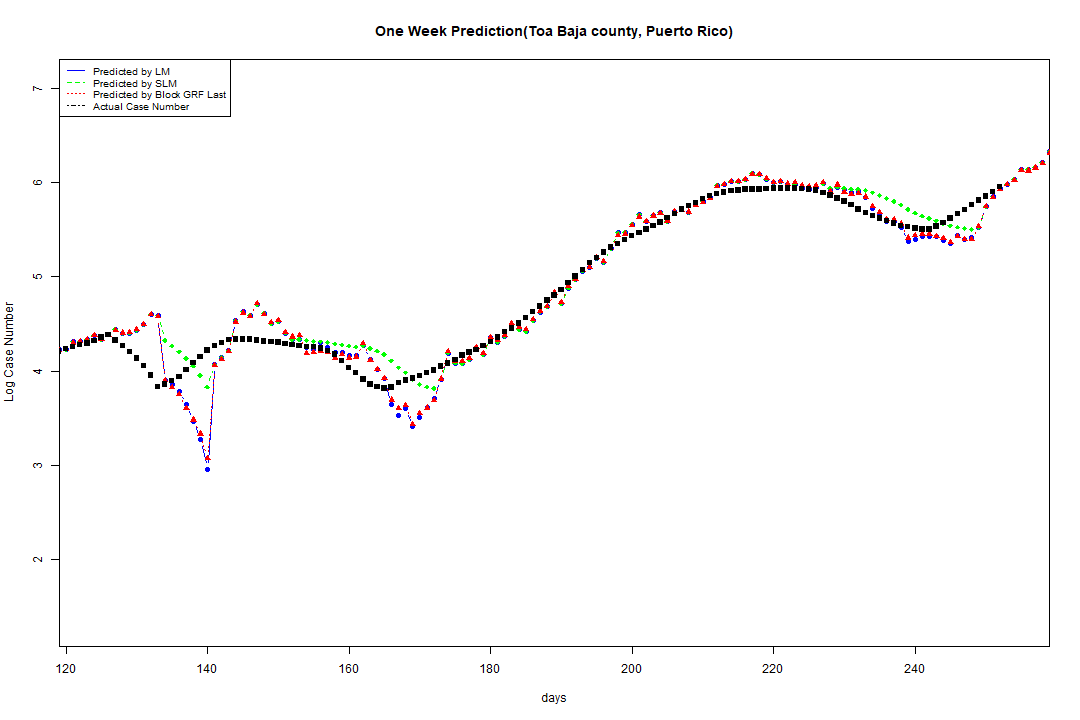 One Week Prediction(Toa Baja county, Puerto Rico)
Predicted by LM
Predicted by SLM
Predicted by Block GRF Last
Actual Case Number
7
6
5
4
3
2
Log Case Number
120 140 160 180 200 220 240
days